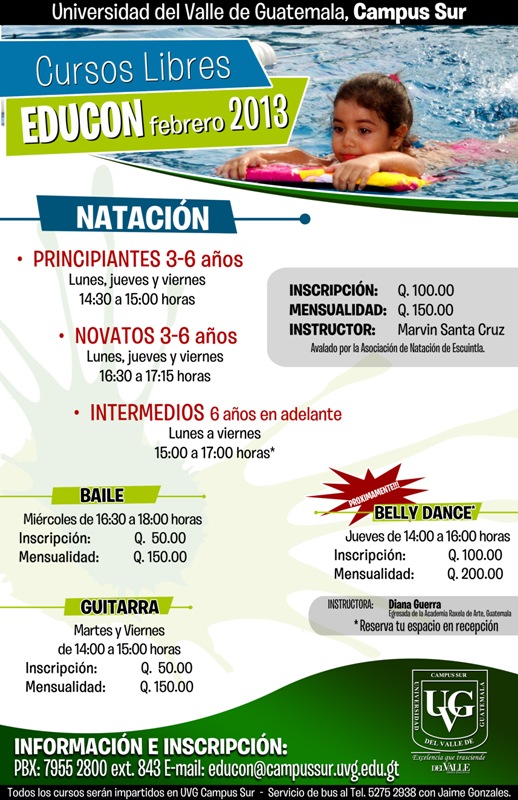 Universidad del Valle de Guatemala, Campus Sur
Cursos Libres
EDUCON febrero 2013
NATACIÓN
• PRINCIPIANTES 3-6 años
Lunes, jueves y viernes
14:30 a 15:00 horas
• NOVATOS 3-6 años
Lunes, jueves y viernes
16:30 a 17:15 horas
• INTERMEDIOS 6 años en adelante
Lunes a viernes
15:00 a 17:00 horas*
INSCRIPCIÓN: Q. 100.00
MENSUALIDAD: Q. 150.00
INSTRUCTOR: Marvin Santa Cruz
Avalado por la Asociación de Natación de Escuintla.
BAILE
Miércoles de 16:30 a 18:00 horas
Inscripción: Q. 50.00
Mensualidad: Q. 150.00
PROXIMAMENTE!!!
BELLY DANCE*
Jueves de 14:00 a 16:00 horas
Inscripción: Q. 100.00
Mensualidad: Q. 200.00
INSTRUCTORA: Diana Guerra
Egresada de la Academia Raxela de Arte, Guatemala
* Reserva tu espacio en recepción
GUITARRA
Martes y Viernes
de 14:00 a 15:00 horas
Inscripción: Q. 50.00
Mensualidad: Q. 150.00
CAMPUS SUR
UNIVERSIDAD
UVG
GUATEMALA
DEL VALLE DE
Excelencia que trasciende
DEL VALLE
INFORMACIÓN E INSCRIPCIÓN:
PBX: 7955 2800 ext. 843 E-mail: educon@campussur.uvg.edu.gt
Todos los cursos serán impartidos en UVG Campus Sur - Servicio de bus al Tel. 5275 2938 con Jaime Gonzales.